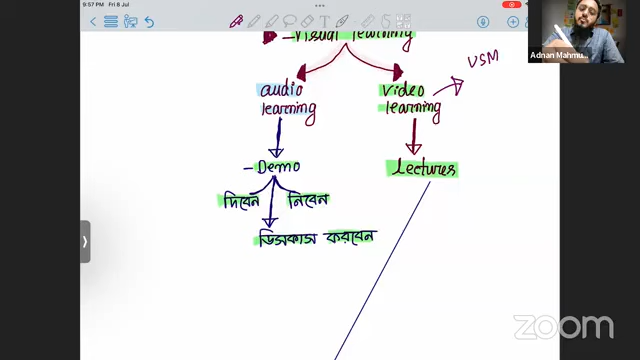 9:57 PM Fri 8 Jul
- Visual learning
VSM
audio learning
video learning
- Demo
Lectures
দিবেন
নিবেন
ডিসকাস করবেন
Adnan Mahmu...
zoom